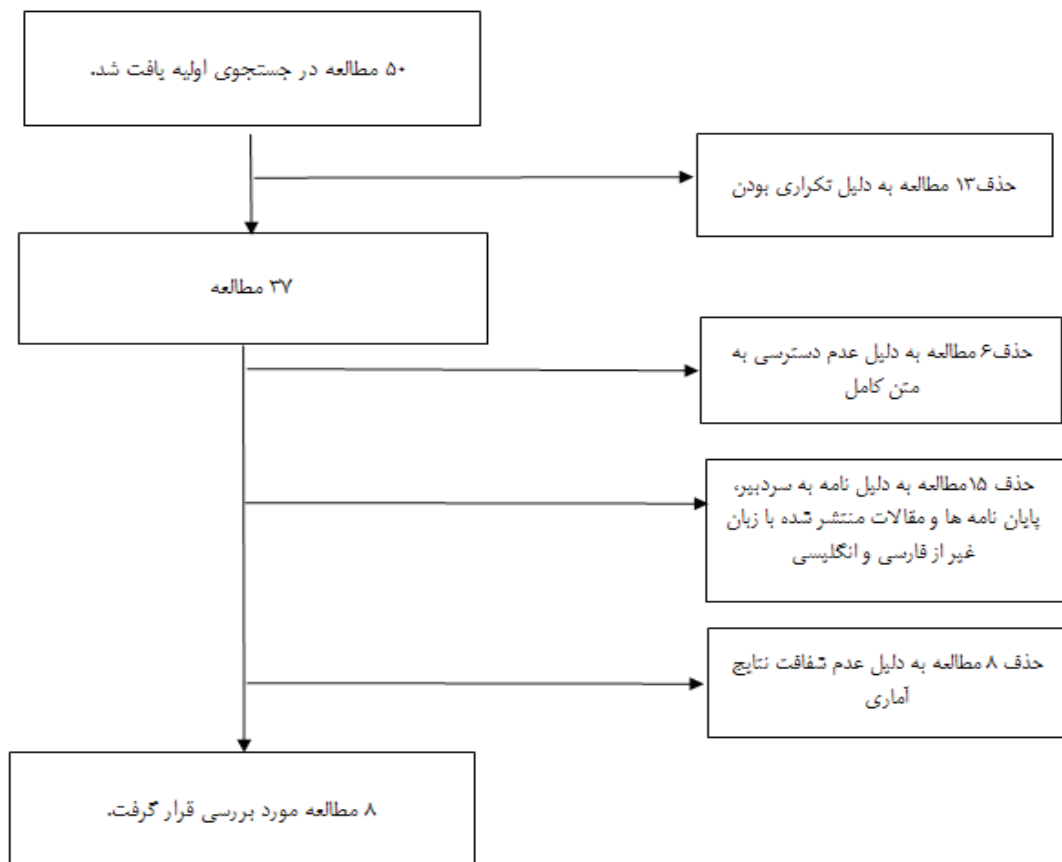 ۵۰ مطالعه در جستجوی اولیه یافت شد.
حذف۱۳ مطالعه به دلیل تکراری بودن
۳۷ مطالعه
حذف۶ مطالعه به دلیل عدم دسترسی به
متن کامل
حذف ۱۵مطالعه به دلیل نامه به سردبیر،
پایان نامه ها و مقالات منتشر شده با زبان
غیر از فارسی و انگلیسی
حذف ۸ مطالعه به دلیل عدم شفافت نتایج
آماری
۸ مطالعه مورد بررسی قرار گرفت.